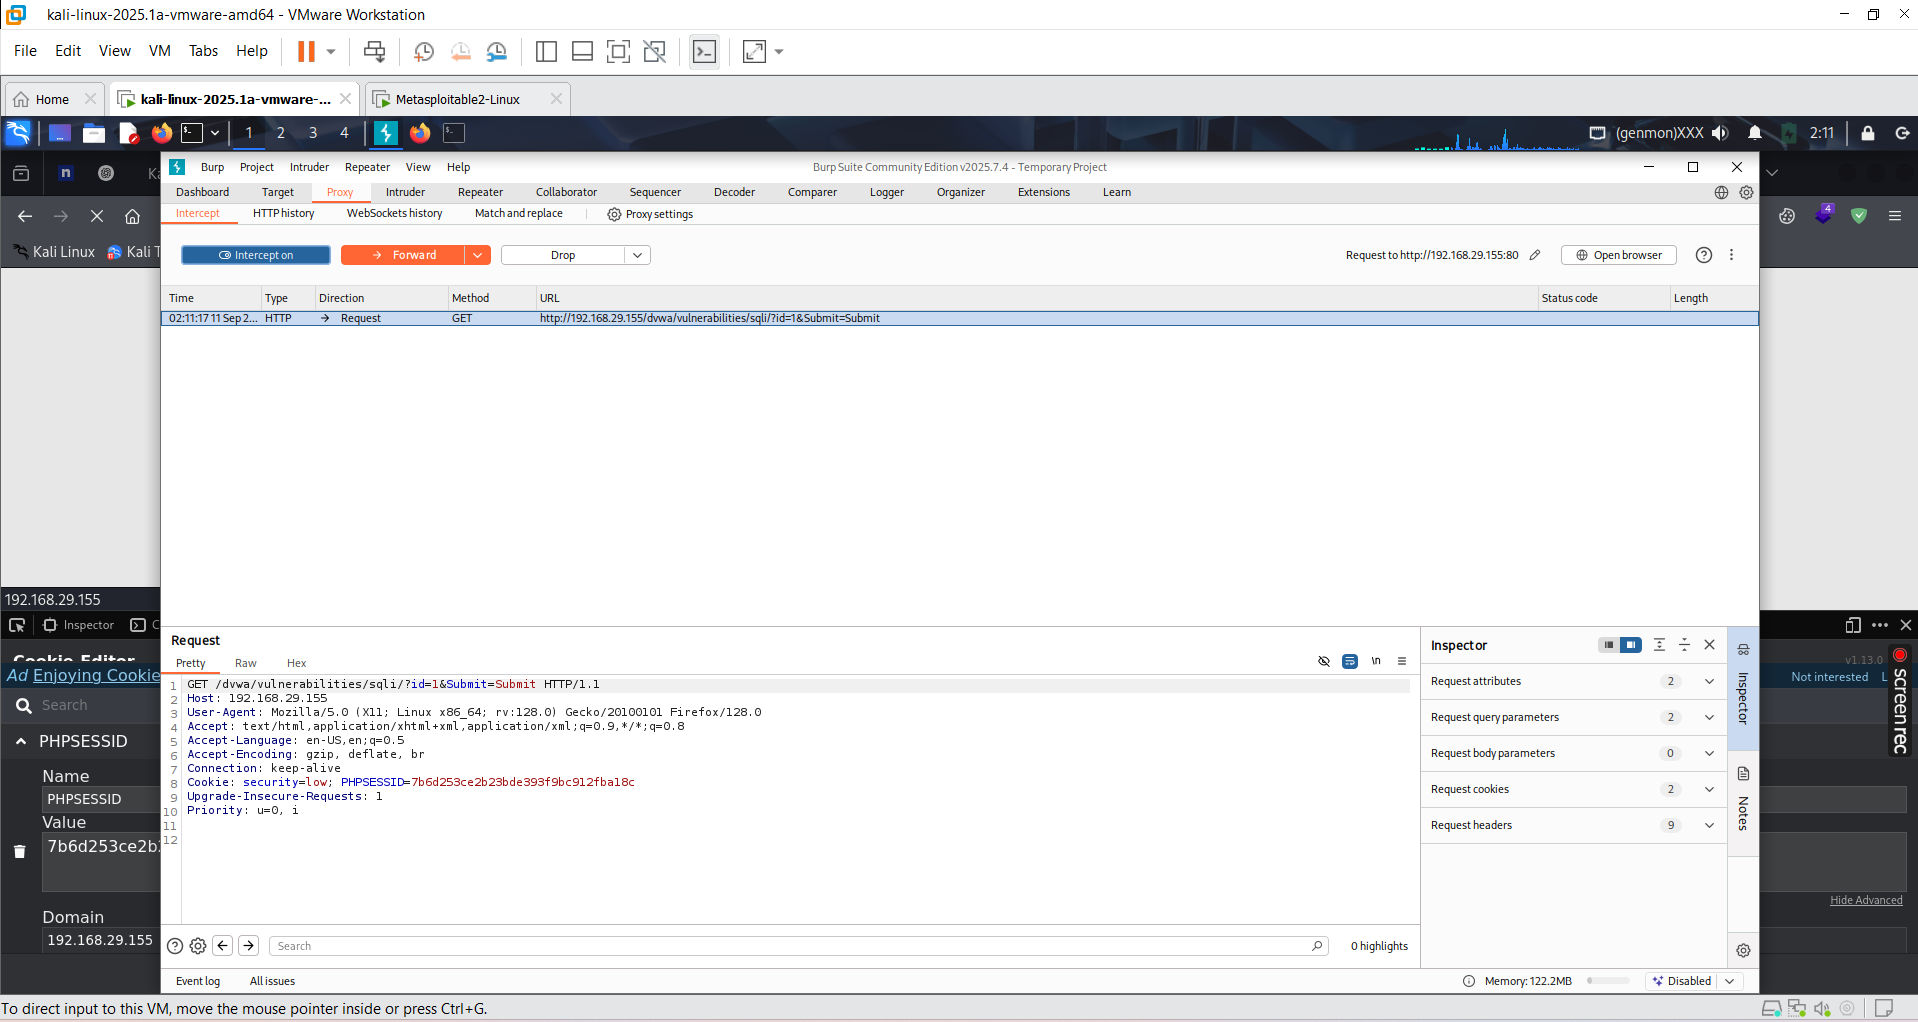 kali-linux-2025.1a-vmware-amd64 - VMware Workstation
File Edit View VM Tabs Help
Home
kali-linux-2025.1a-vmware-...
Metasploitable2-Linux
1 2 3 4
(genmon)XXX
2:11
Burp Project Intruder Repeater View Help
Burp Suite Community Edition v2025.7.4 - Temporary Project
Dashboard Target Proxy Intruder Repeater Collaborator Sequencer Decoder Comparer Logger Organizer Extensions Learn
Intercept HTTP history WebSockets history Match and replace Proxy settings
Kali Linux
Kali T
4
Intercept on
Forward
Drop
Request to http://192.168.29.155:80
Open browser
Time Type Direction Method URL Status code Length
02:11:17 11 Sep 2... HTTP → Request GET http://192.168.29.155/dvwa/vulnerabilities/sqli/?id=1&Submit=Submit
192.168.29.155
Inspector
C
Cookie-Editor
v1.13.0
Ad Enjoying Cookie
Not interested L
Search
PHPSESSID
Name
PHPSESSID
Value
7b6d253ce2b2
Domain
192.168.29.155
Hide Advanced
screenrec
Request
Pretty Raw Hex
\n
1 GET /dvwa/vulnerabilities/sqli/?id=1&Submit=Submit HTTP/1.1
2 Host: 192.168.29.155
3 User-Agent: Mozilla/5.0 (X11; Linux x86_64; rv:128.0) Gecko/20100101 Firefox/128.0
4 Accept: text/html,application/xhtml+xml,application/xml;q=0.9,*/*;q=0.8
5 Accept-Language: en-US,en;q=0.5
6 Accept-Encoding: gzip, deflate, br
7 Connection: keep-alive
8 Cookie: security=low; PHPSESSID=7b6d253ce2b23bde393f9bc912fba18c
9 Upgrade-Insecure-Requests: 1
10 Priority: u=0, i
11
12
Search
0 highlights
Inspector
Request attributes 2
Request query parameters 2
Request body parameters 0
Request cookies 2
Request headers 9
Inspector
Notes
Event log All issues
Memory: 122.2MB
Disabled
To direct input to this VM, move the mouse pointer inside or press Ctrl+G.